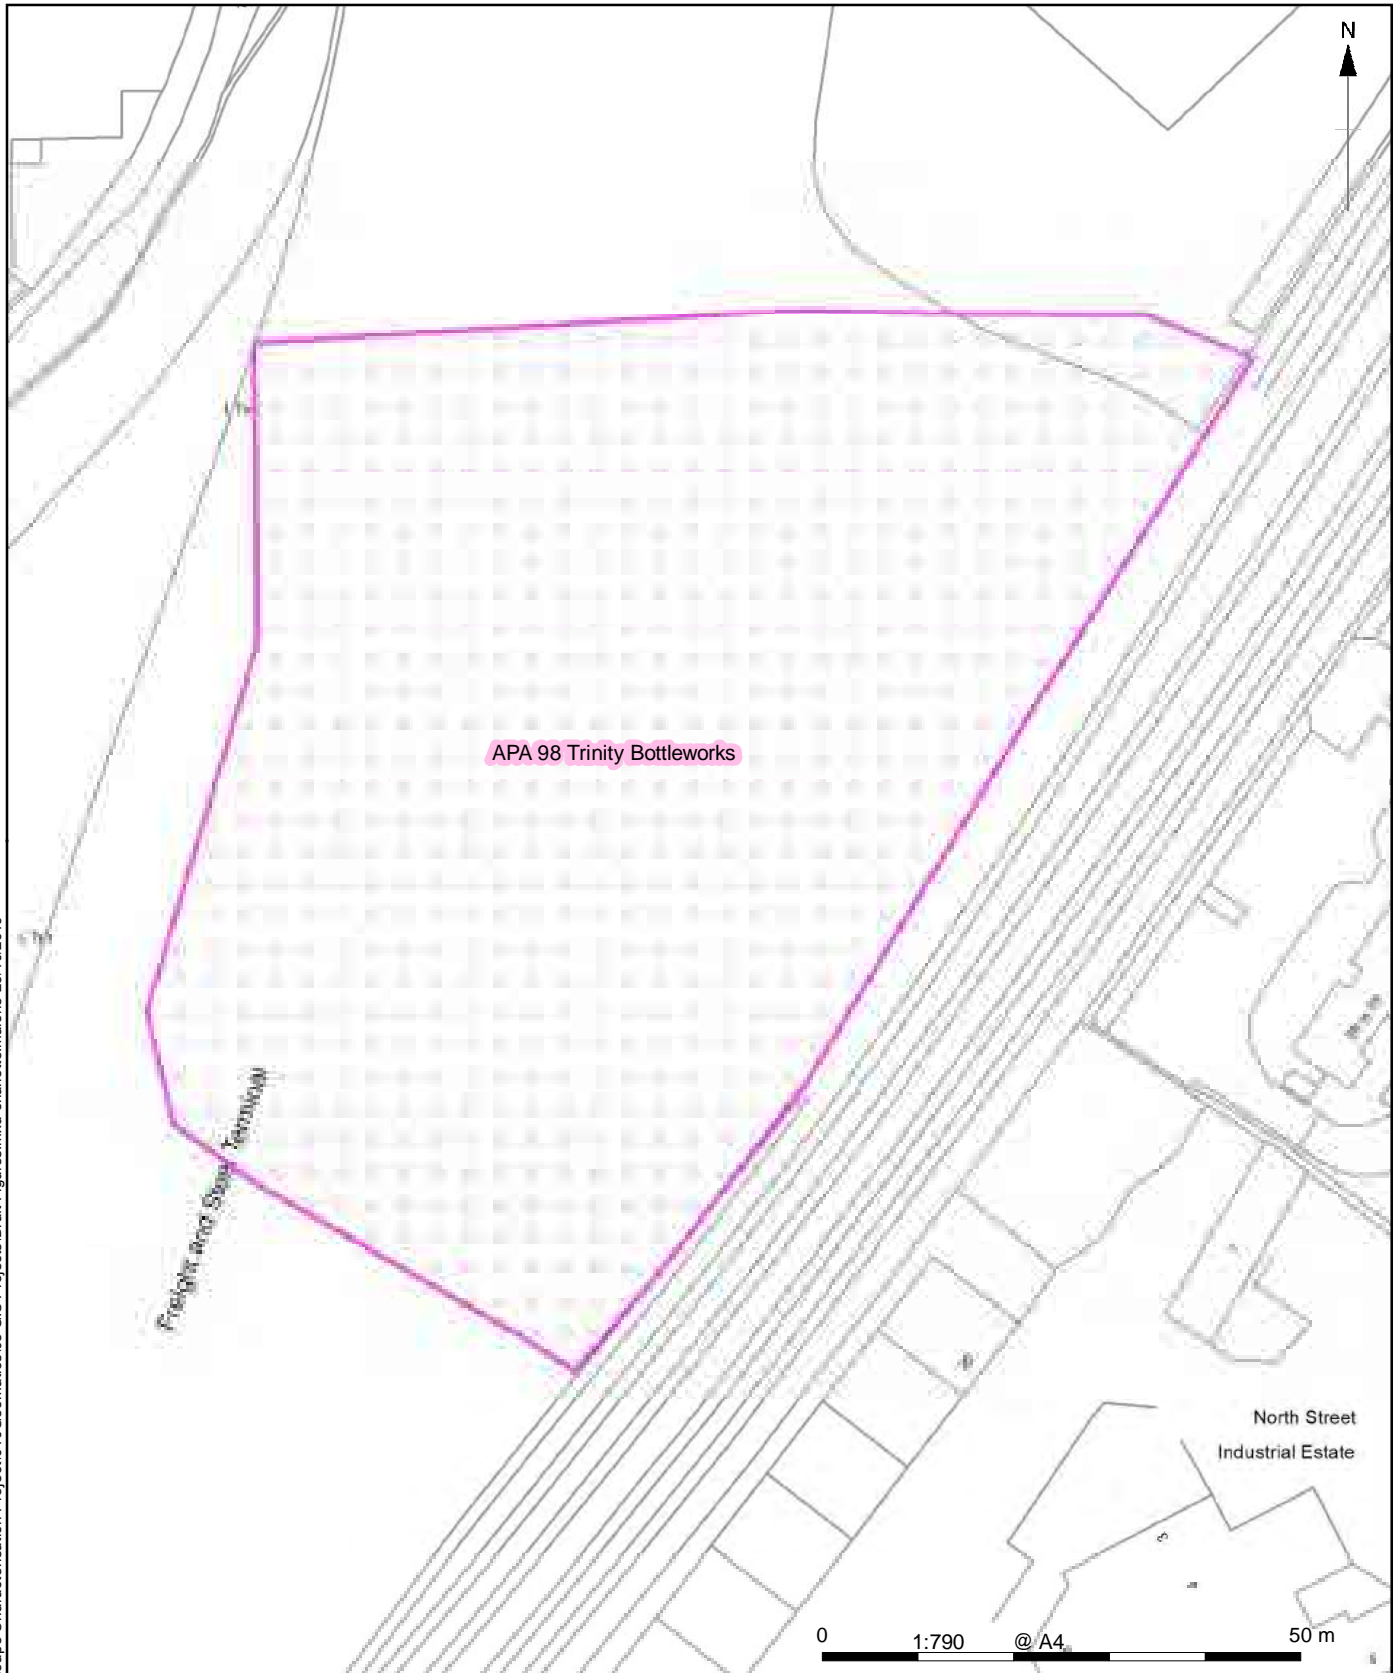 N
APA 98 Trinity Bottleworks
Freight and Steel Terminal
North Street
Industrial Estate
0 1:790 @ A4 50 m